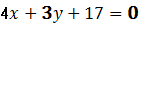 4x + 3y + 17 = 0